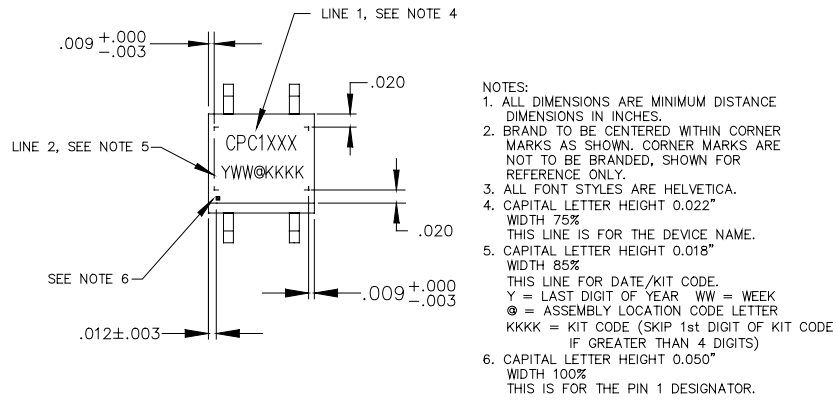 LINE 1, SEE NOTE 4
.009 +.000
-.003
.020
CPC1XXX
LINE 2, SEE NOTE 5
YWW@KKKK
.020
SEE NOTE 6
.009 +.000
-.003
.012±.003
NOTES:
1. ALL DIMENSIONS ARE MINIMUM DISTANCE
DIMENSIONS IN INCHES.
2. BRAND TO BE CENTERED WITHIN CORNER
MARKS AS SHOWN. CORNER MARKS ARE
NOT TO BE BRANDED, SHOWN FOR
REFERENCE ONLY.
3. ALL FONT STYLES ARE HELVETICA.
4. CAPITAL LETTER HEIGHT 0.022"
WIDTH 75%
THIS LINE IS FOR THE DEVICE NAME.
5. CAPITAL LETTER HEIGHT 0.018"
WIDTH 85%
THIS LINE FOR DATE/KIT CODE.
Y = LAST DIGIT OF YEAR WW = WEEK
@ = ASSEMBLY LOCATION CODE LETTER
KKKK = KIT CODE (SKIP 1st DIGIT OF KIT CODE
IF GREATER THAN 4 DIGITS)
6. CAPITAL LETTER HEIGHT 0.050"
WIDTH 100%
THIS IS FOR THE PIN 1 DESIGNATOR.